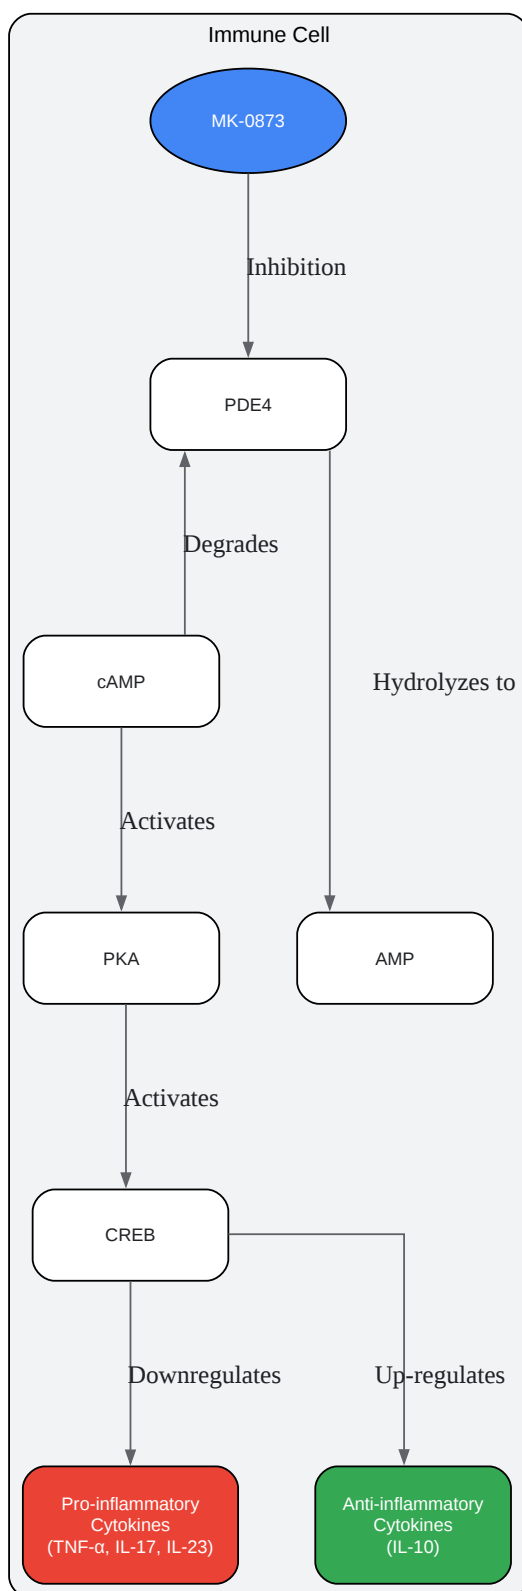 Immune Cell
MK-0873
Inhibition
PDE4
Degrades
cAMP
Hydrolyzes to
Activates
PKA
AMP
Activates
CREB
Downregulates
Up-regulates
Pro-inflammatory
Cytokines
(TNF-α, IL-17, IL-23)
Anti-inflammatory
Cytokines
(IL-10)